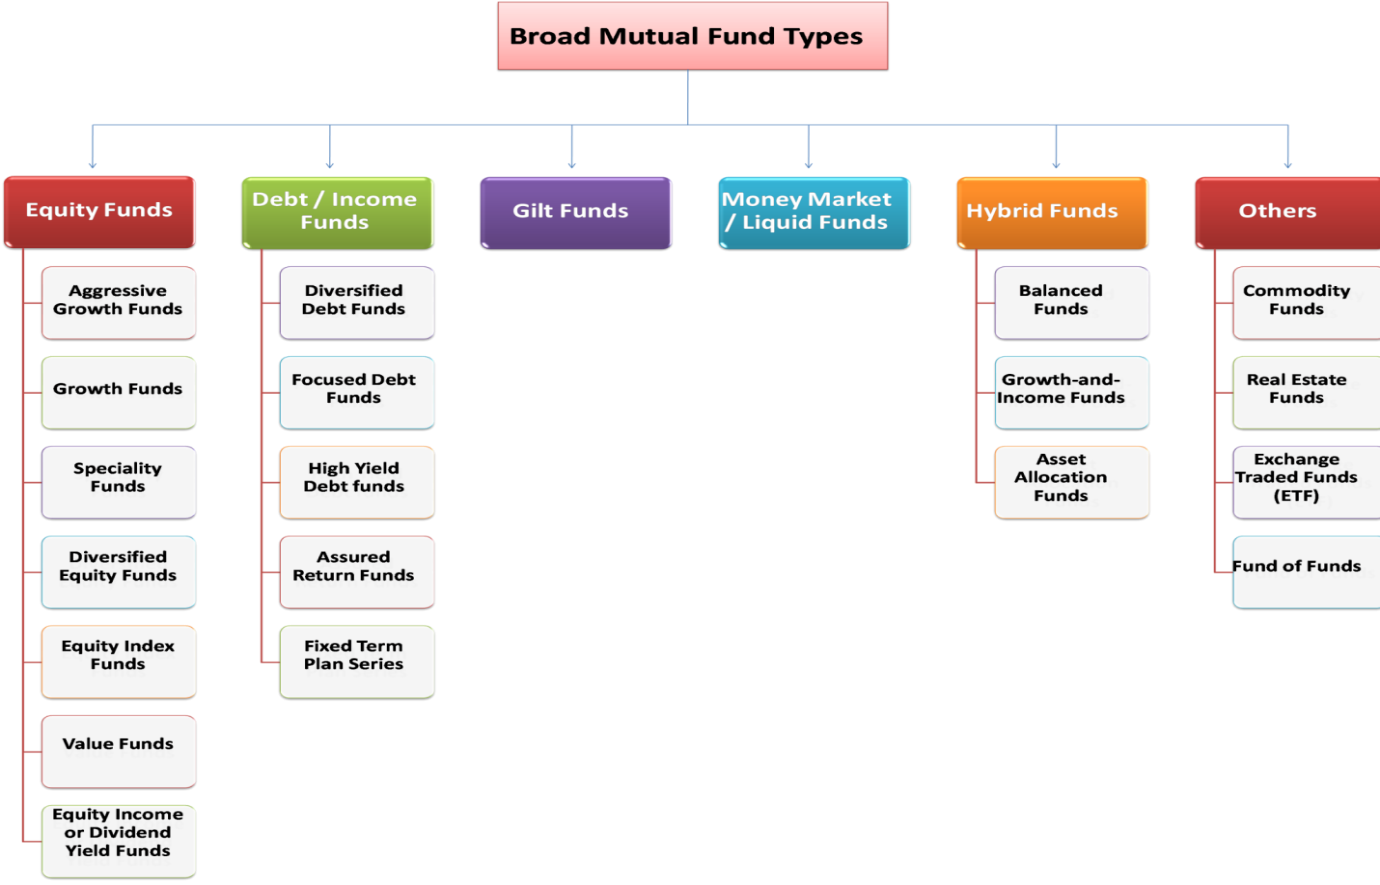 Broad Mutual Fund Types
Equity Funds
Aggressive
Growth Funds
Growth Funds
Speciality
Funds
Diversified
Equity Funds
Equity Index
Funds
Value Funds
Equity Income
or Dividend
Yield Funds
Debt / Income
Funds
Diversified
Debt Funds
Focused Debt
Funds
High Yield
Debt funds
Assured
Return Funds
Fixed Term
Plan Series
Gilt Funds
Money Market
/ Liquid Funds
Hybrid Funds
Balanced
Funds
Growth-and-
Income Funds
Asset
Allocation
Funds
Others
Commodity
Funds
Real Estate
Funds
Exchange
Traded Funds
(ETF)
Fund of Funds